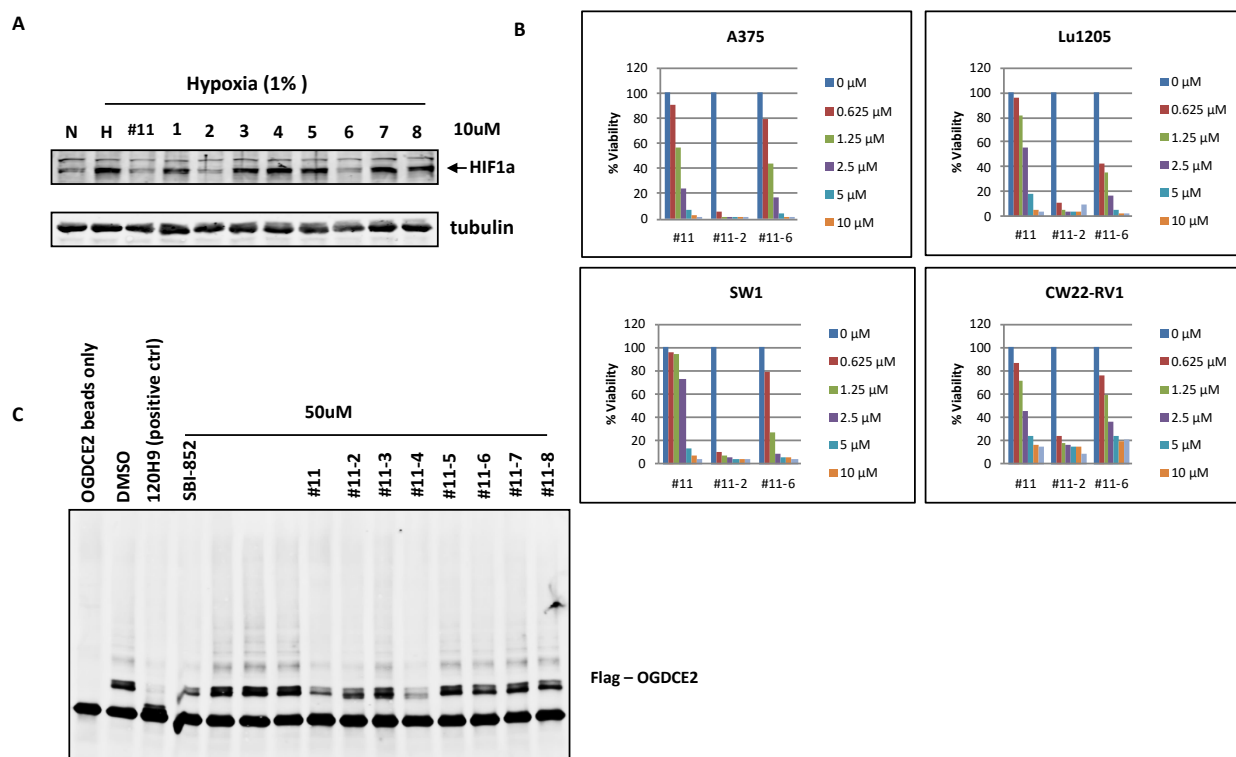 A
Hypoxia (1% )
N H #11 1 2 3 4 5 6 7 8 10uM
HIF1a
tubulin
B
A375
% Viability
120
100
80
60
40
20
0
#11 #11-2 #11-6
0 µM
0.625 µM
1.25 µM
2.5 µM
5 µM
10 µM
Lu1205
% Viability
120
100
80
60
40
20
0
#11 #11-2 #11-6
0 µM
0.625 µM
1.25 µM
2.5 µM
5 µM
10 µM
SW1
% Viability
120
100
80
60
40
20
0
#11 #11-2 #11-6
0 µM
0.625 µM
1.25 µM
2.5 µM
5 µM
10 µM
CW22-RV1
% Viability
120
100
80
60
40
20
0
#11 #11-2 #11-6
0 µM
0.625 µM
1.25 µM
2.5 µM
5 µM
10 µM
C
50uM
OGDCE2 beads only
DMSO
120H9 (positive ctrl)
SBI-852
#11
#11-2
#11-3
#11-4
#11-5
#11-6
#11-7
#11-8
Flag – OGDCE2